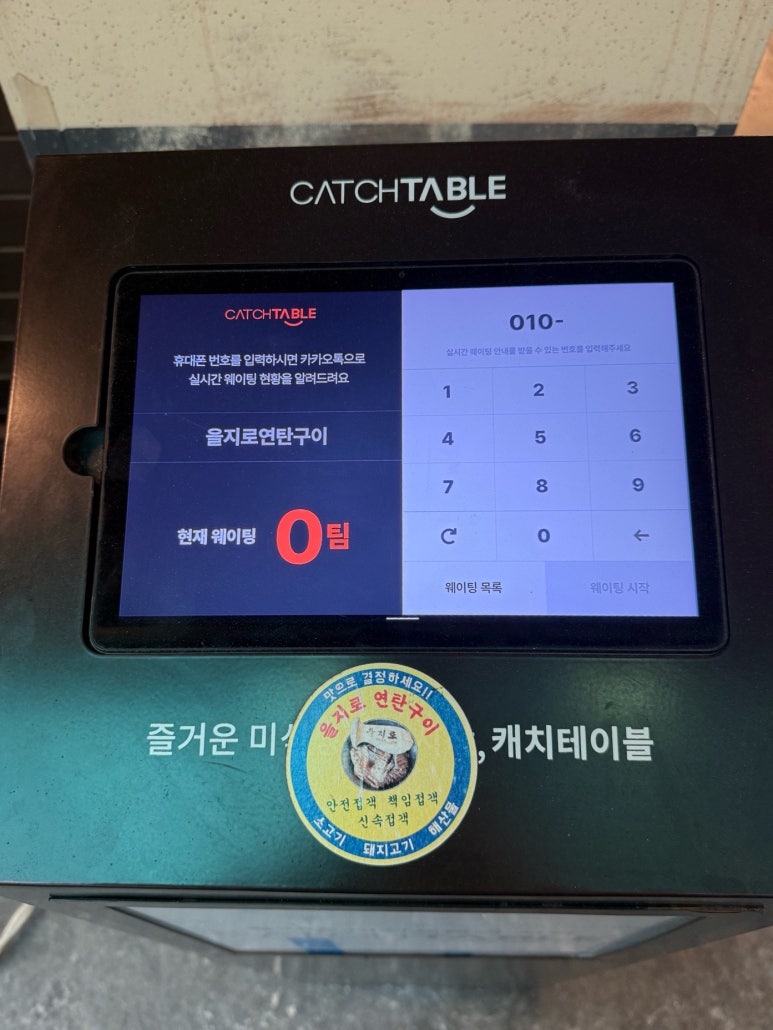 CATCHTABLE
CATCHTABLE
휴대폰 번호를 입력하시면 카카오톡으로
실시간 웨이팅 현황을 알려드려요
을지로연탄구이
현재 웨이팅 0팀
010-
실시간 웨이팅 안내를 받을 수 있는 번호를 입력해주세요
1 2 3
4 5 6
7 8 9
0 ←
웨이팅 목록 웨이팅 시작
즐거운 , 캐치테이블
맛으로 결정하세요!!
을지로 연탄구이
을지로
안전접객 책임접객
신속접객
소고기 돼지고기 해산물